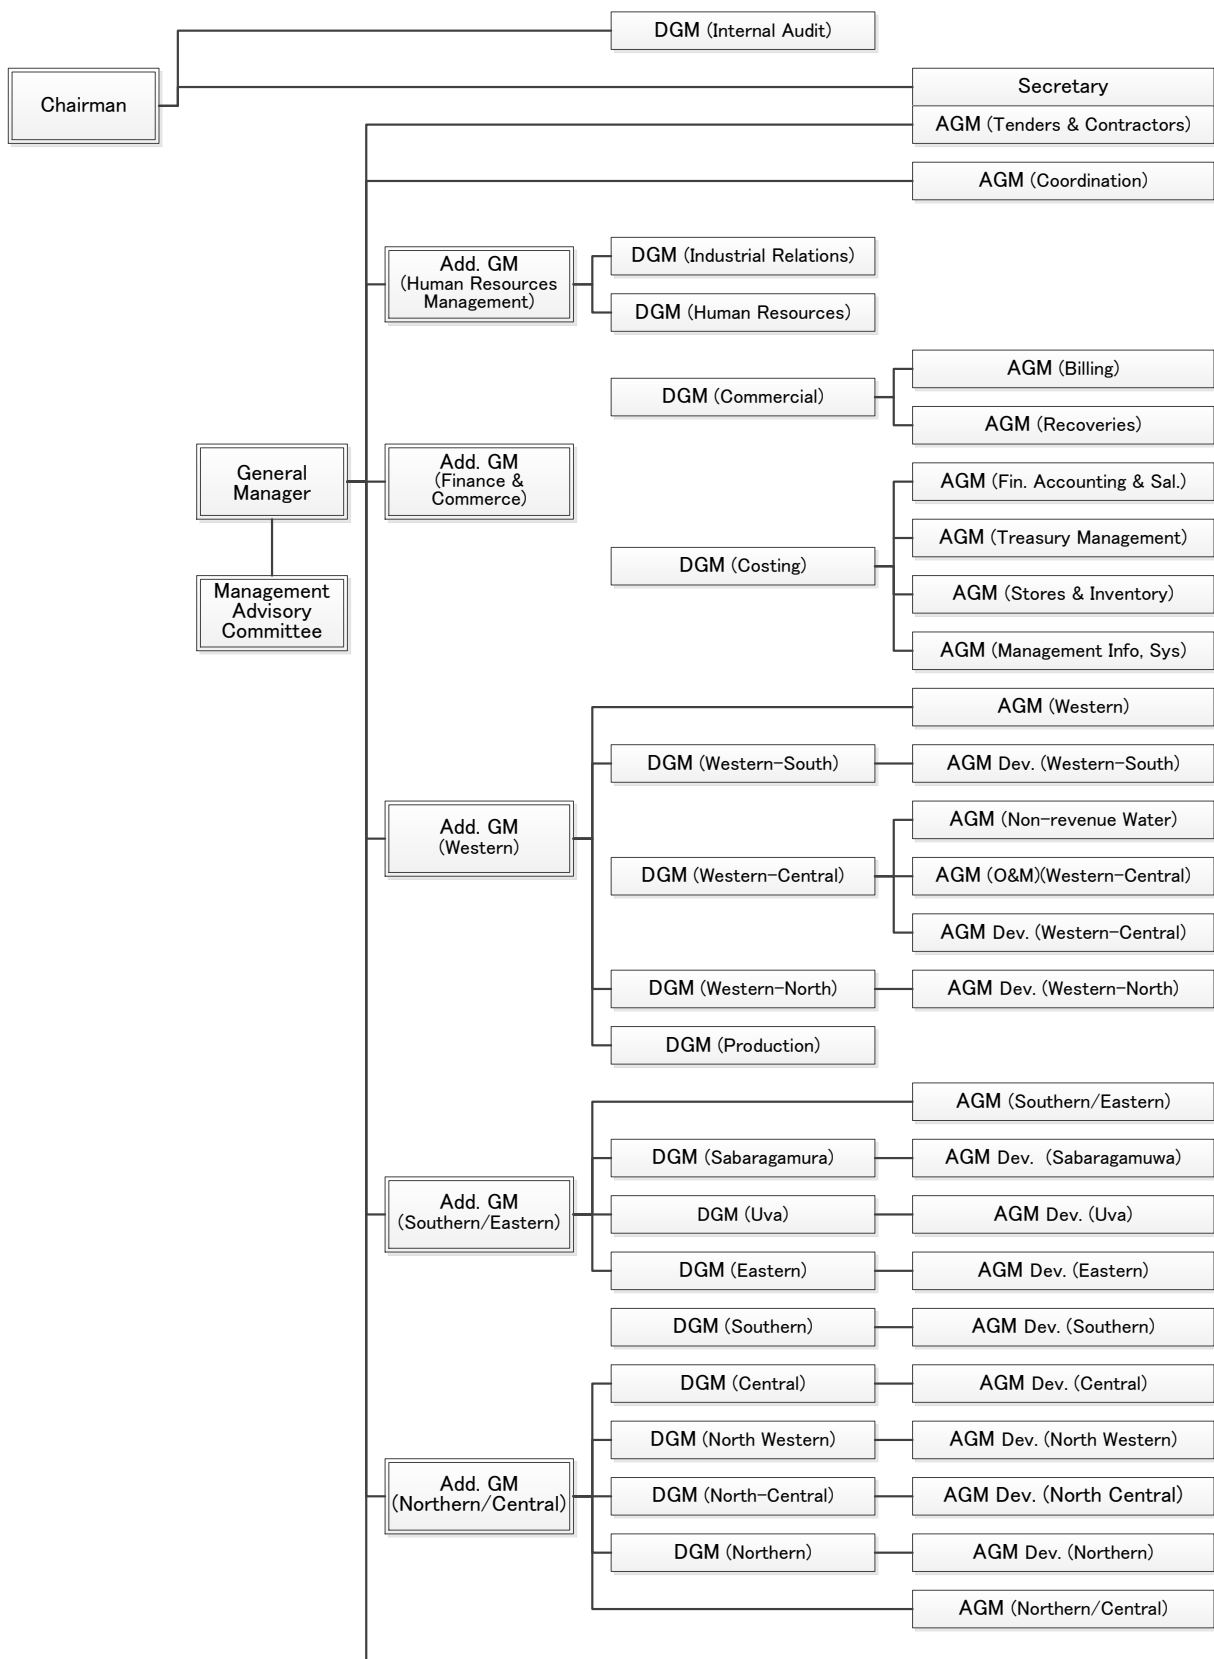 DGM (Internal Audit)
Chairman
Secretary
AGM (Tenders & Contractors)
AGM (Coordination)
Add. GM
(Human Resources
Management)
DGM (Industrial Relations)
DGM (Human Resources)
DGM (Commercial)
AGM (Billing)
AGM (Recoveries)
General
Manager
Add. GM
(Finance &
Commerce)
Management
Advisory
Committee
DGM (Costing)
AGM (Fin. Accounting & Sal.)
AGM (Treasury Management)
AGM (Stores & Inventory)
AGM (Management Info, Sys)
Add. GM
(Western)
AGM (Western)
DGM (Western-South)
AGM Dev. (Western-South)
DGM (Western-Central)
AGM (Non-revenue Water)
AGM (O&M)(Western-Central)
AGM Dev. (Western-Central)
DGM (Western-North)
AGM Dev. (Western-North)
DGM (Production)
Add. GM
(Southern/Eastern)
AGM (Southern/Eastern)
DGM (Sabaragamura)
AGM Dev. (Sabaragamuwa)
DGM (Uva)
AGM Dev. (Uva)
DGM (Eastern)
AGM Dev. (Eastern)
DGM (Southern)
AGM Dev. (Southern)
Add. GM
(Northern/Central)
DGM (Central)
AGM Dev. (Central)
DGM (North Western)
AGM Dev. (North Western)
DGM (North-Central)
AGM Dev. (North Central)
DGM (Northern)
AGM Dev. (Northern)
AGM (Northern/Central)